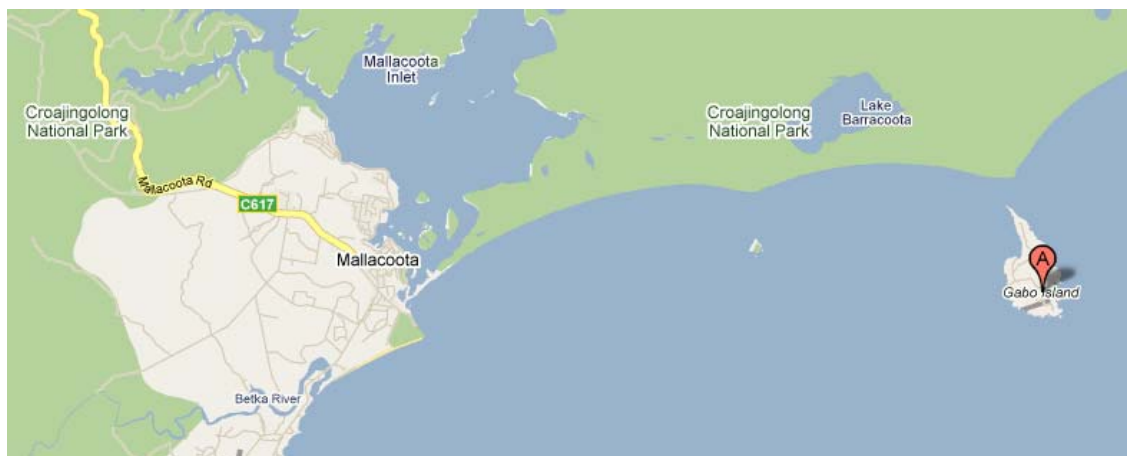 Mallacoota
Inlet
Croajingolong
National Park
Croajingolong
National Park
Lake
Barracoota
Mallacoota Rd
C617
Mallacoota
A
Gabo Island
Betka River